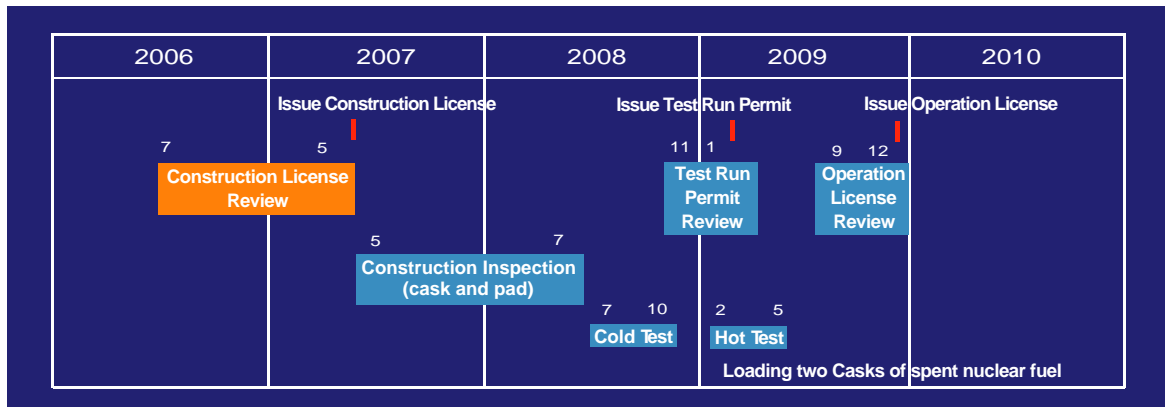 2006 2007 2008 2009 2010
Issue Construction License Issue Test Run Permit Issue Operation License
7 5 11 1 9 12
Construction License
Review
Test Run
Permit
Review
Operation
License
Review
5 7
Construction Inspection
(cask and pad)
7 10 2 5
Cold Test Hot Test
Loading two Casks of spent nuclear fuel